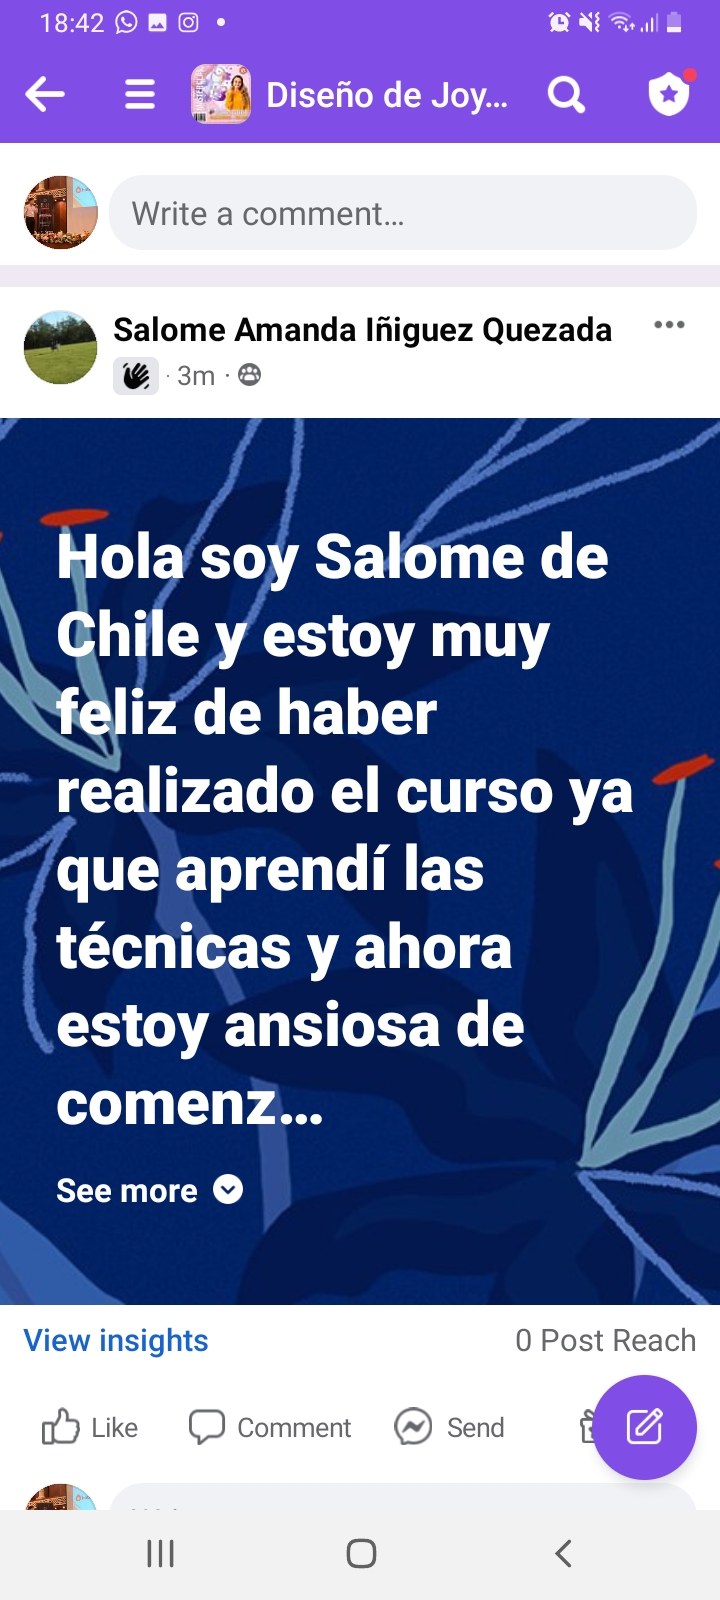 18:42
Diseño de Joy...
Write a comment...
Salome Amanda Iñiguez Quezada
· 3m ·
Hola soy Salome de
Chile y estoy muy
feliz de haber
realizado el curso ya
que aprendí las
técnicas y ahora
estoy ansiosa de
comenz...
See more
View insights
0 Post Reach
Like
Comment
Send